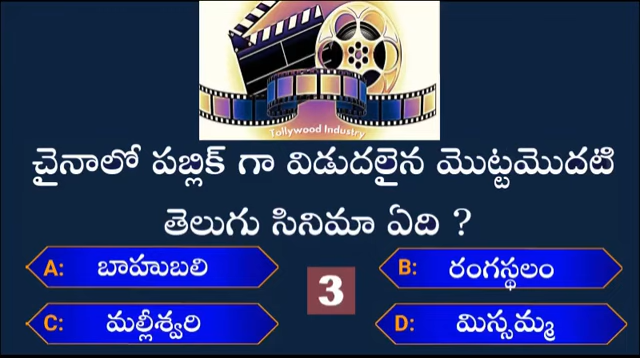 Tollywood Industry
చైనాలో పబ్లిక్ గా విడుదలైన మొట్టమొదటి
తెలుగు సినిమా ఏది ?
A: బాహుబలి
B: రంగస్థలం
3
C: మల్లీశ్వరి
D: మిస్సమ్మ